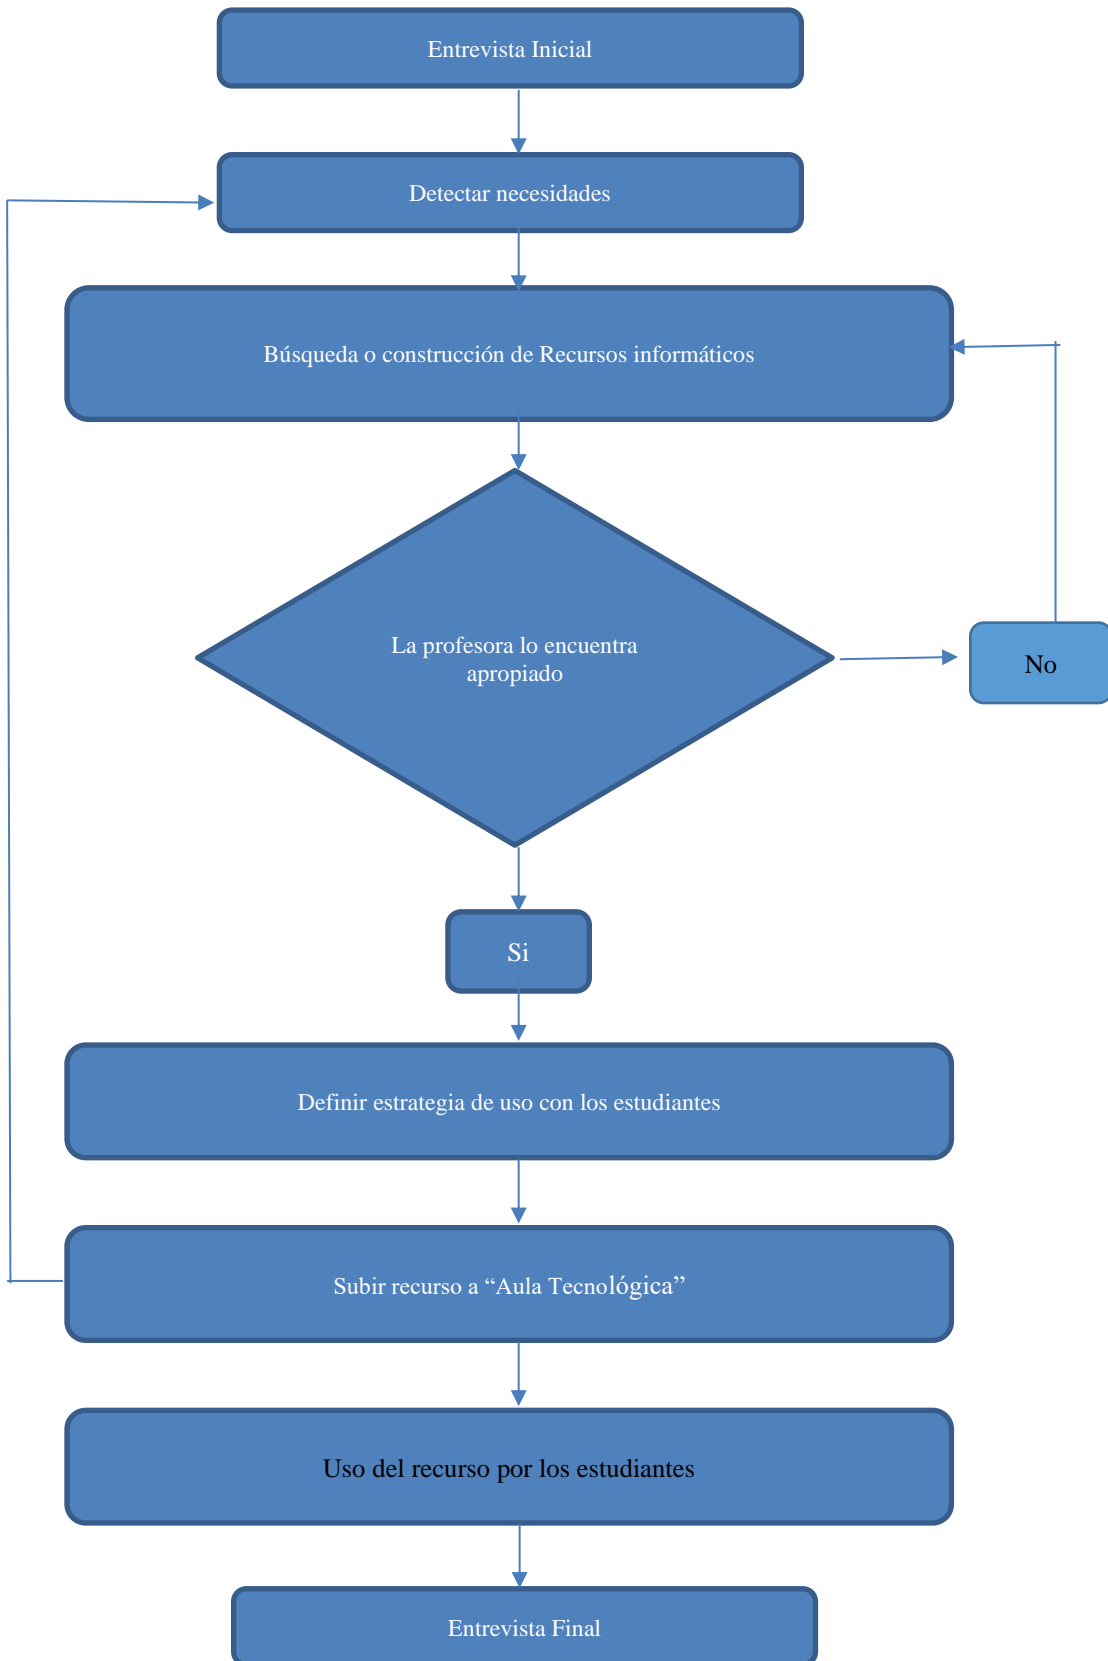 Entrevista Inicial
Detectar necesidades
Búsqueda o construcción de Recursos informáticos
La profesora lo encuentra
apropiado
No
Si
Definir estrategia de uso con los estudiantes
Subir recurso a “Aula Tecnológica”
Uso del recurso por los estudiantes
Entrevista Final